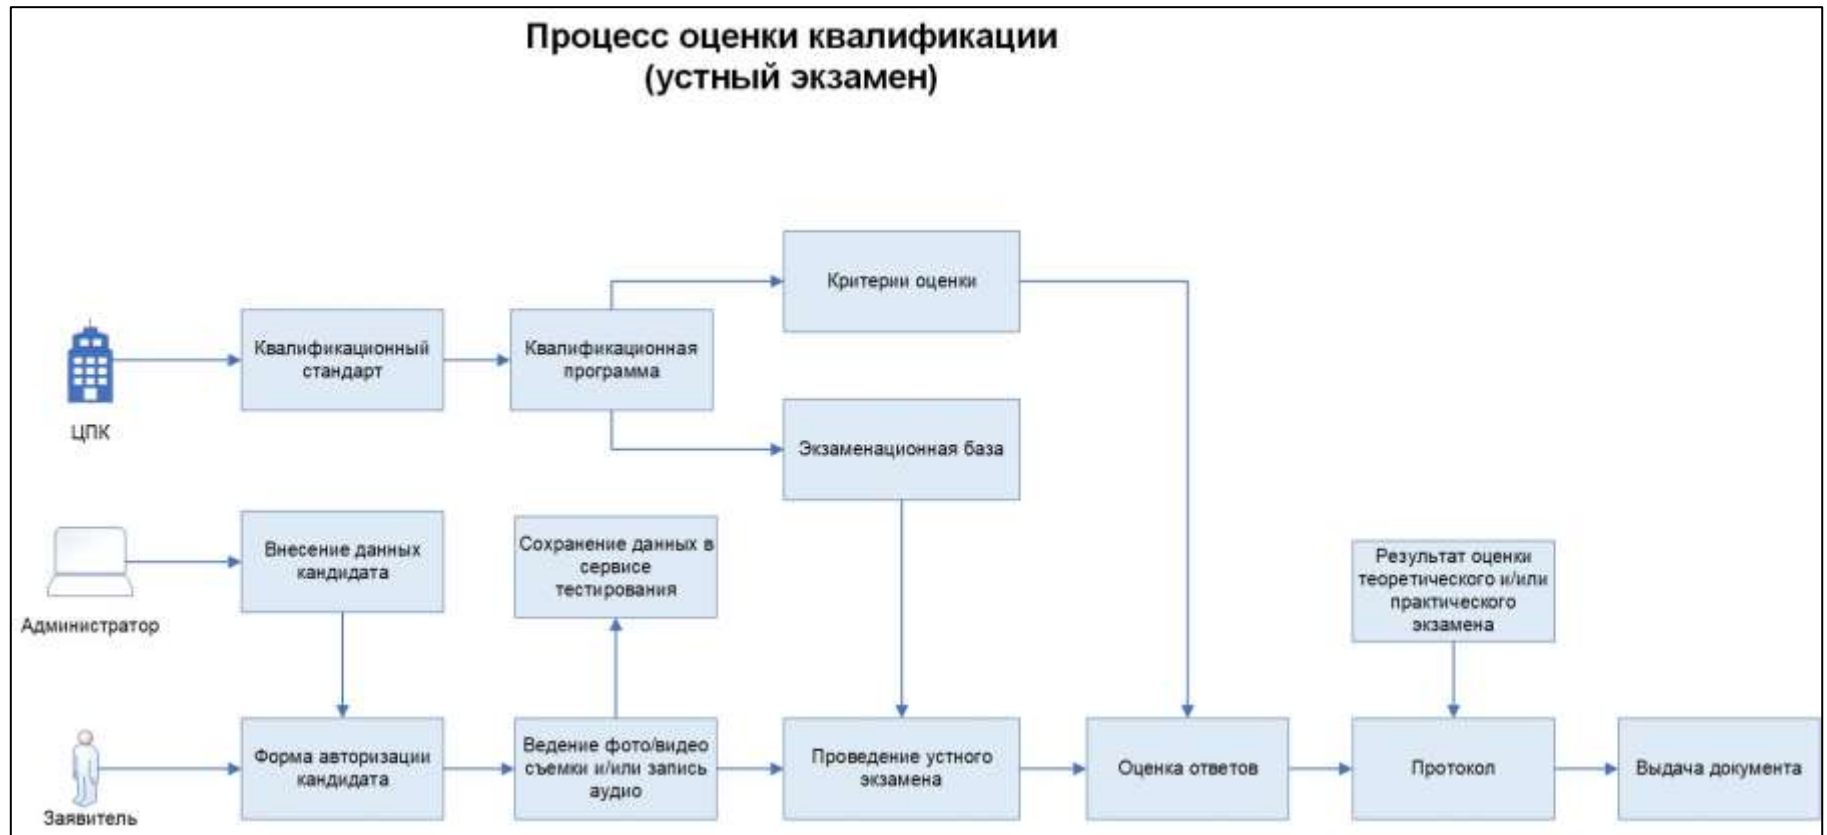 Процесс оценки квалификации
(устный экзамен)
Критерии оценки
Квалификационный
стандарт
Квалификационная
программа
ЦПК
Экзаменационная база
Внесение данных
кандидата
Сохранение данных в
сервисе
тестирования
Результат оценки
теоретического и/или
практического
экзамена
Администратор
Форма авторизации
кандидата
Ведение фото/видео
съемки и/или запись
аудио
Проведение устного
экзамена
Оценка ответов
Протокол
Выдача документа
Заявитель